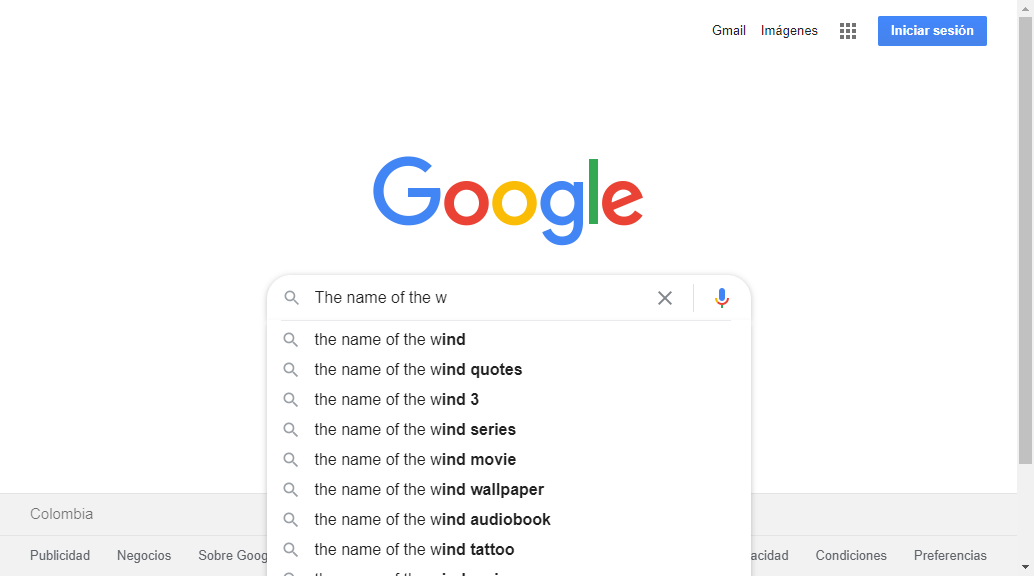 Gmail Imágenes Iniciar sesión
Google
The name of the w
the name of the wind
the name of the wind quotes
the name of the wind 3
the name of the wind series
the name of the wind movie
the name of the wind wallpaper
the name of the wind audiobook
the name of the wind tattoo
Colombia
Publicidad Negocios Sobre Goog acidad Condiciones Preferencias